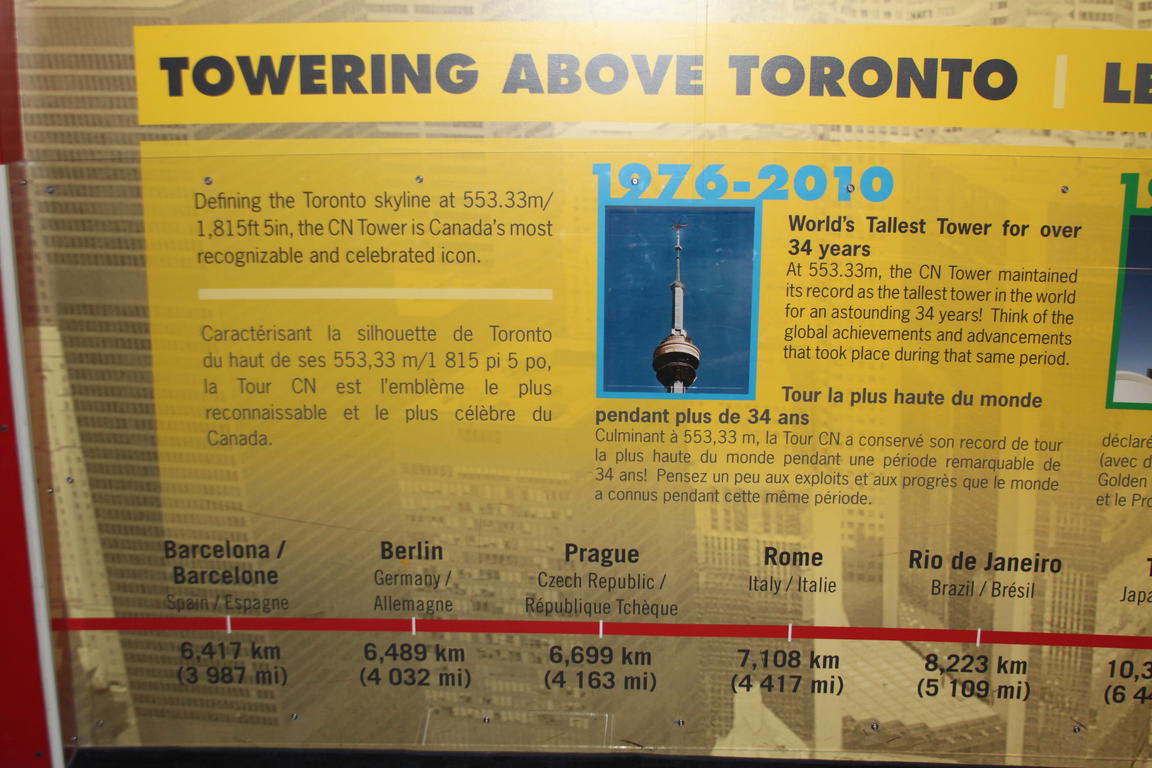 TOWERING ABOVE TORONTO | LE
Defining the Toronto skyline at 553.33m/
1,815ft 5in, the CN Tower is Canada's most
recognizable and celebrated icon.
Caractérisant la silhouette de Toronto
du haut de ses 553,33 m/1 815 pi 5 po,
la Tour CN est l'emblème le plus
reconnaissable et le plus célèbre du
Canada.
1976-2010
World's Tallest Tower for over
34 years
At 553.33m, the CN Tower maintained
its record as the tallest tower in the world
for an astounding 34 years! Think of the
global achievements and advancements
that took place during that same period.
Tour la plus haute du monde
pendant plus de 34 ans
Culminant à 553,33 m, la Tour CN a conservé son record de tour
la plus haute du monde pendant une période remarquable de
34 ans! Pensez un peu aux exploits et aux progrès que le monde
a connus pendant cette même période.
déclaré
(avec d
Golden
et le Pro
Barcelona /
Barcelone
Spain / Espagne
6,417 km
(3 987 mi)
Berlin
Germany /
Allemagne
6,489 km
(4 032 mi)
Prague
Czech Republic /
République Tchèque
6,699 km
(4 163 mi)
Rome
Italy / Italie
7,108 km
(4 417 mi)
Rio de Janeiro
Brazil / Brésil
8,223 km
(5 109 mi)
T
Japa
10,3
(6 44